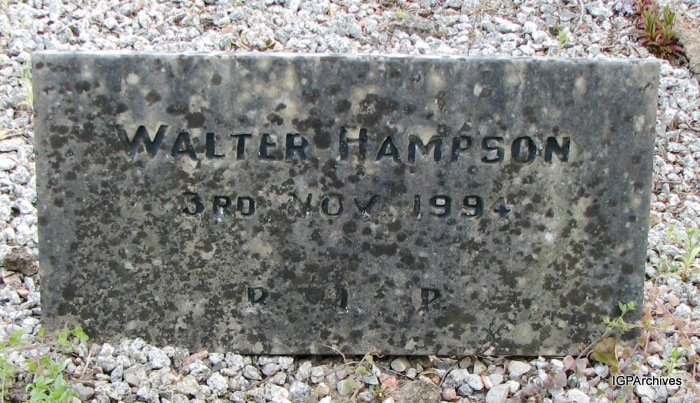 WALTER HAMPSON
3RD NOV. 1994
R I P
IGPArchives